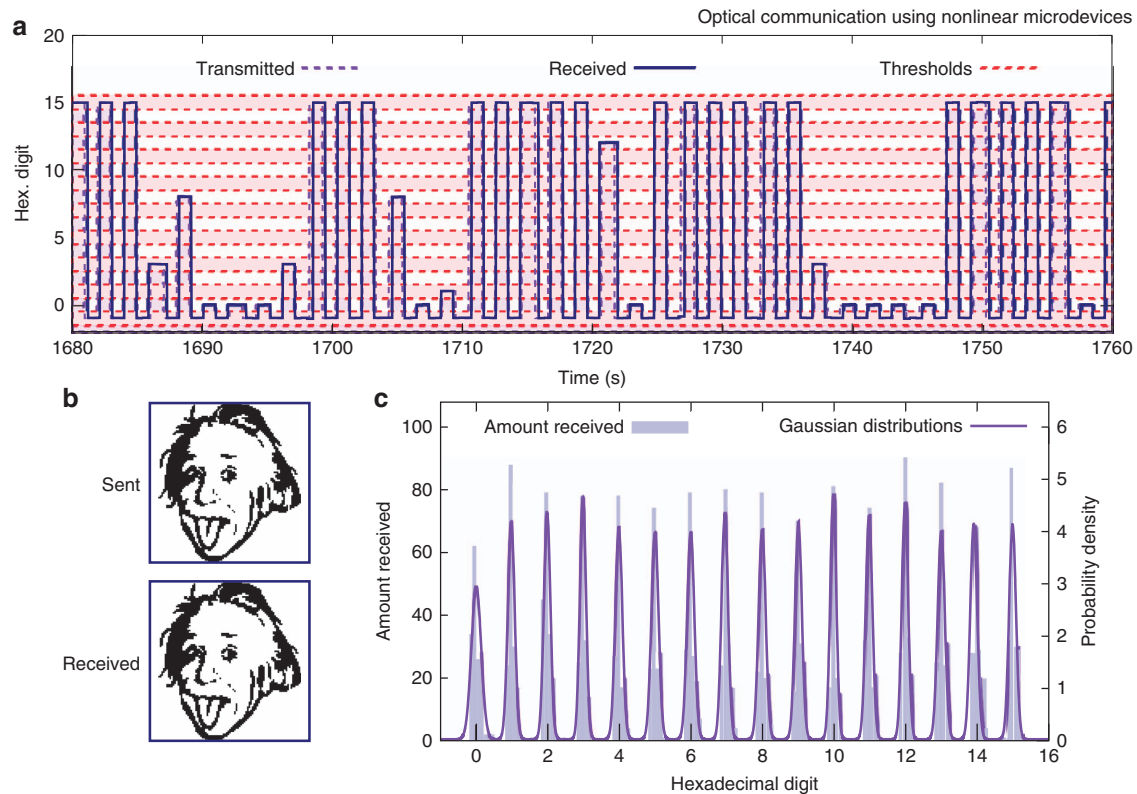 Optical communication using nonlinear microdevices
a
20
Transmitted Received Thresholds
15
10
5
0
Hex. digit
1680 1690 1700 1710 1720 1730 1740 1750 1760
Time (s)
b
Sent
Received
c
Amount received Gaussian distributions
100
80
60
40
20
0
Amount received
6
5
4
3
2
1
0
Probability density
0 2 4 6 8 10 12 14 16
Hexadecimal digit